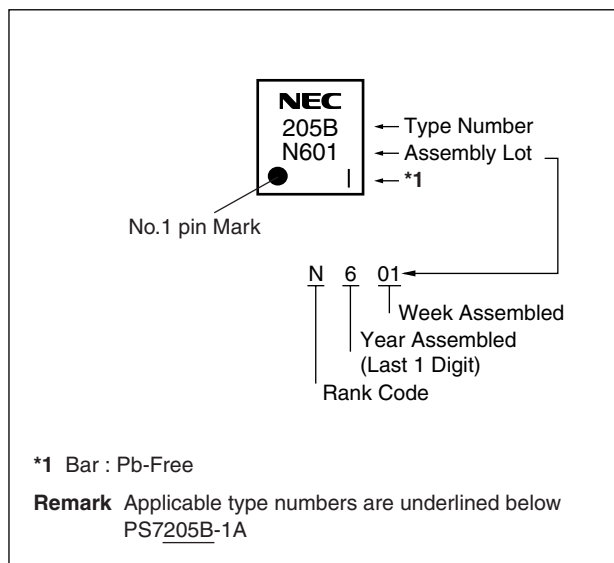 NEC
205B
N601
|
Type Number
Assembly Lot
*1
No.1 pin Mark
N 6 01
Week Assembled
Year Assembled
(Last 1 Digit)
Rank Code
*1 Bar : Pb-Free
Remark Applicable type numbers are underlined below
PS7205B-1A